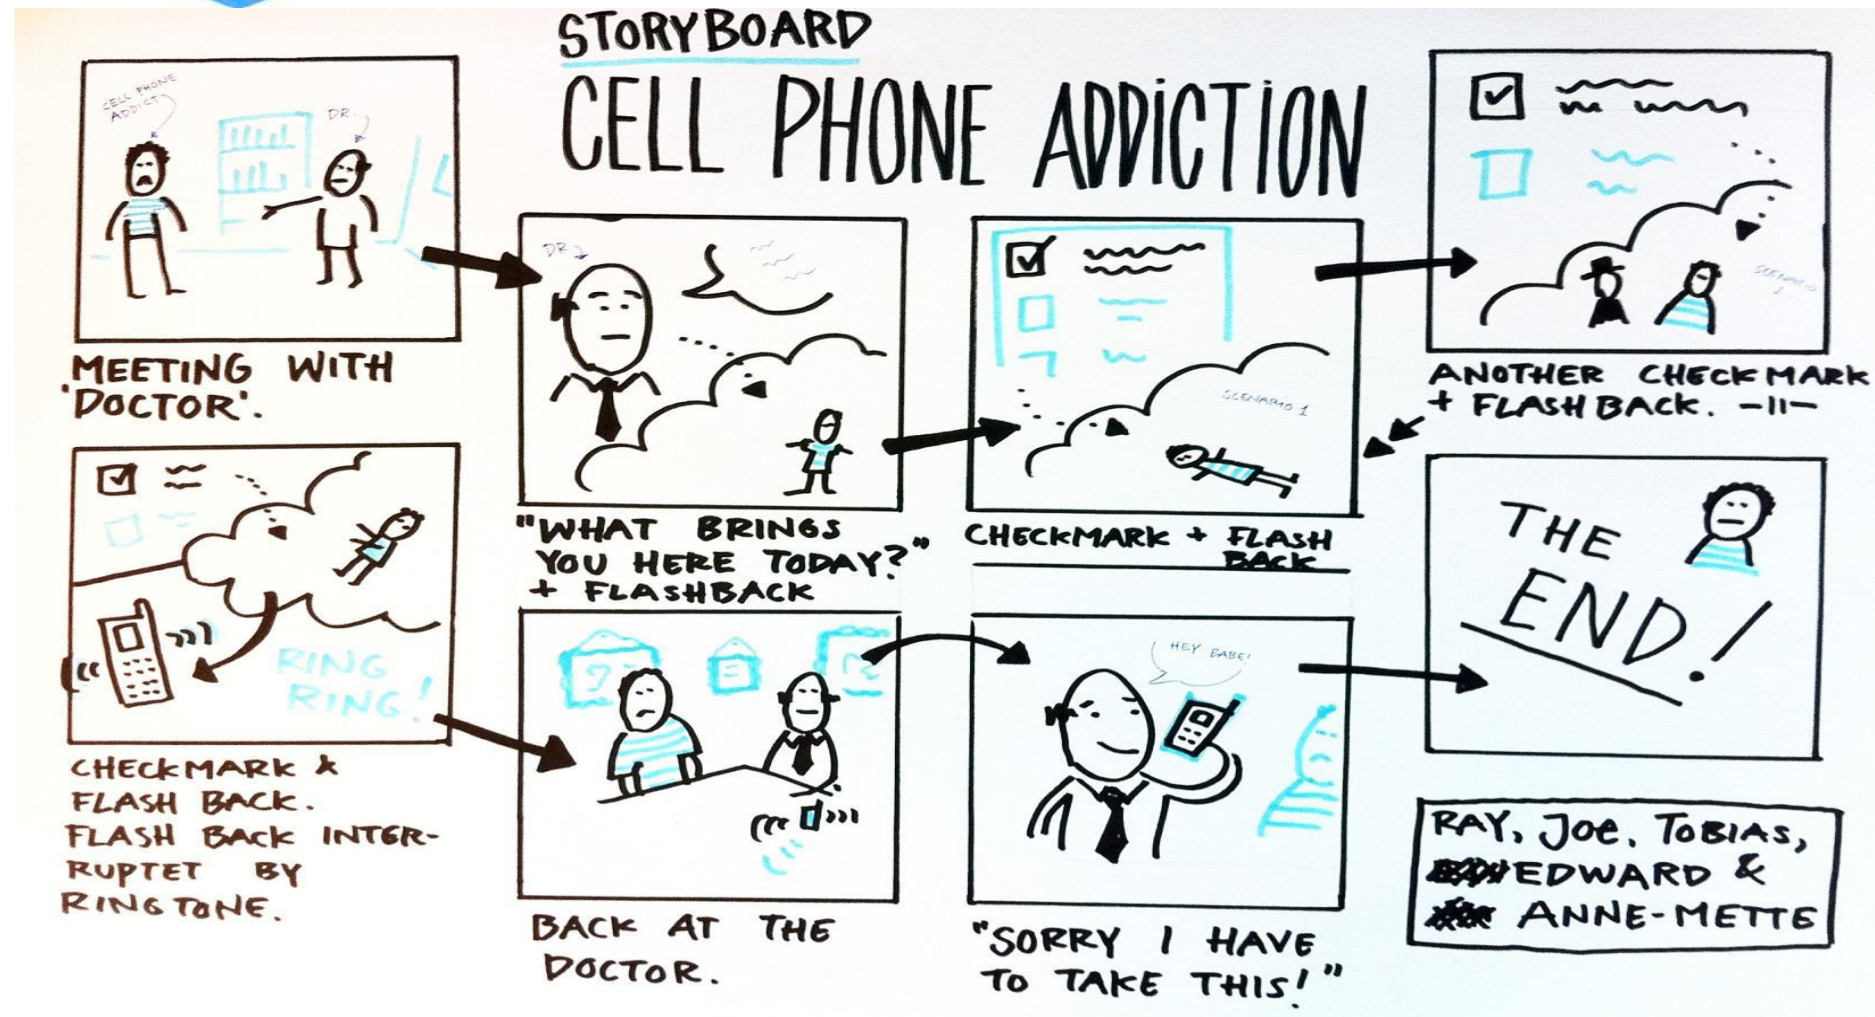 STORYBOARD
CELL PHONE ADDICTION
CELL PHONE
ADDICT
DR.
MEETING WITH
'DOCTOR'.
DR
"WHAT BRINGS
YOU HERE TODAY?"
+ FLASHBACK
SCENARIO 1
CHECKMARK + FLASH
BACK
SCENARIO
2
ANOTHER CHECKMARK
+ FLASH BACK. -11-
RING
RING!
CHECKMARK &
FLASH BACK.
FLASH BACK INTER-
RUPTET BY
RINGTONE.
BACK AT THE
DOCTOR.
HEY BABE!
"SORRY I HAVE
TO TAKE THIS!"
THE
END!
RAY, JOE, TOBIAS,
EDWARD &
ANNE-METTE